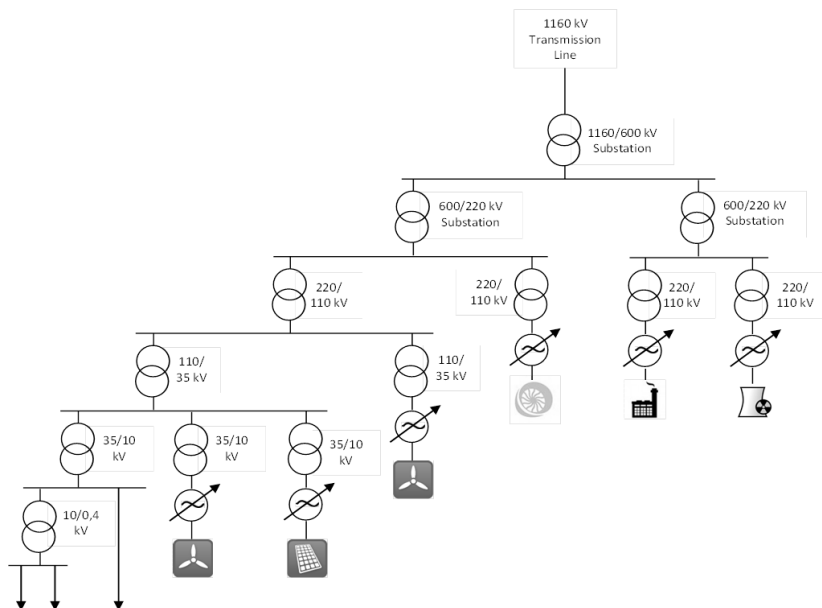 1160 kV
Transmission
Line
1160/600 kV
Substation
600/220 kV
Substation
600/220 kV
Substation
220/
110 kV
220/
110 kV
220/
110 kV
220/
110 kV
110/
35 kV
110/
35 kV
35/10
kV
35/10
kV
35/10
kV
10/0,4
kV